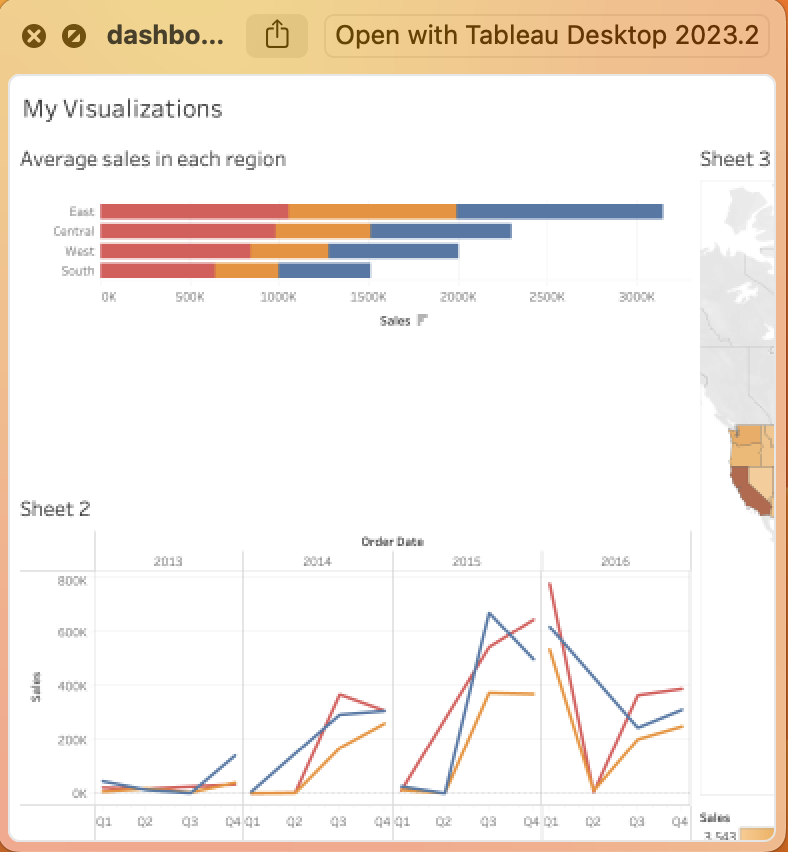 dashbo...
Open with Tableau Desktop 2023.2
My Visualizations
Average sales in each region
Sheet 3
East
Central
West
South
0K 500K 1000K 1500K 2000K 2500K 3000K
Sales
Sheet 2
Order Date
2013 2014 2015 2016
800K
600K
400K
200K
0K
Sales
Q1 Q2 Q3 Q4 Q1 Q2 Q3 Q4 Q1 Q2 Q3 Q4 Q1 Q2 Q3 Q4
Sales
3,543